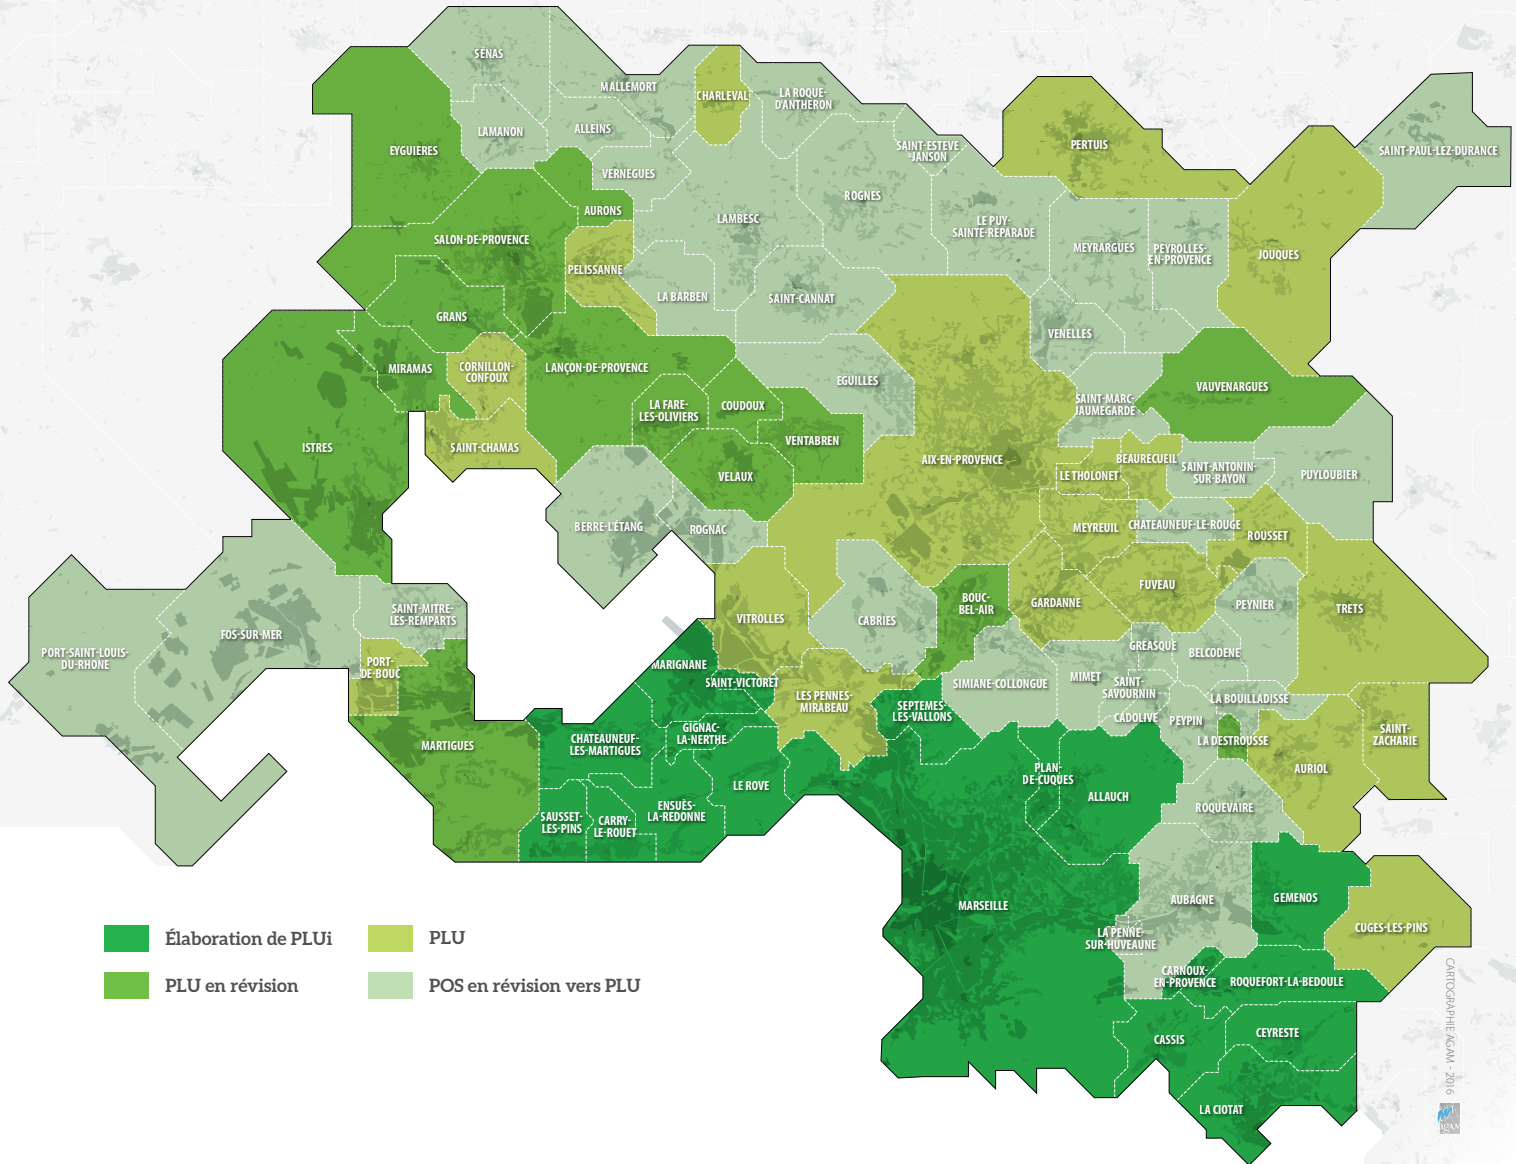 SÉNAS
MALLEMORT
CHARLEVAL
LA ROQUE-
D'ANTHERON
LAMANON
ALLEINS
EYGUIÈRES
VERNEGUES
SAINT-ESTEVE
-JANSON
PERTUIS
SAINT-PAUL-LEZ-DURANCE
AURONS
LAMBESC
ROGNES
LE PUY-
SAINTE-REPARADE
SALON-DE-PROVENCE
MEYRARGUES
PEYROLLES-
EN-PROVENCE
JOUQUES
PELISSANNE
LA BARBEN
SAINT-CANNAT
GRANS
VENELLES
MIRAMAS
CORNILLON-
CONFOUX
LANÇON-DE-PROVENCE
EGUILLES
VAUVENARGUES
LA FARE-
LES-OLIVIERS
COUDOUX
SAINT-MARC-
JAUMEGARDE
VENTABREN
ISTRES
SAINT-CHAMAS
AIX-EN-PROVENCE
BEAURECUEIL
LE THOLONET
SAINT-ANTONIN-
SUR-BAYON
PUYLOUBIER
VELAUX
BERRE-L'ÉTANG
ROGNAC
MEYREUIL
CHATEAUNEUF-LE-ROUGE
ROUSSET
FUVEAU
BOUC-
BEL-AIR
GARDANNE
PEYNIER
TRETS
SAINT-MITRE-
LES-REMPARTS
VITROLLES
CABRIES
FOS-SUR-MER
PORT-SAINT-LOUIS-
DU-RHONE
PORT-
DE-BOUC
GREASQUE
BELCODENE
MARIGNANE
SAINT-VICTORET
LES PENNES-
MIRABEAU
SIMIANE-COLLONGUE
MIMET
SAINT-
SAVOURNIN
LA BOUILLADISSE
SEPTEMES-
LES-VALLONS
CADOLIVE
PEYPIN
LA DESTROUSSE
SAINT-
ZACHARIE
MARTIGUES
CHATEAUNEUF-
LES-MARTIGUES
GIGNAC-
LA-NERTHE
PLAN-
DE-CUQUES
ALLAUCH
AURIOL
LE ROVE
ROQUEVAIRE
SAUSSET-
LES-PINS
CARRY-
LE-ROUET
ENSUÈS-
LA-REDONNE
MARSEILLE
AUBAGNE
GEMENOS
CUGES-LES-PINS
LA PENNE-
SUR-HUVEAUNE
CARNOUX-
EN-PROVENCE
ROQUEFORT-LA-BEDOULE
CASSIS
CEYRESTE
LA CIOTAT
Élaboration de PLUi
PLU
PLU en révision
POS en révision vers PLU
CARTOGRAPHIE AGAM - 2016
AGAM